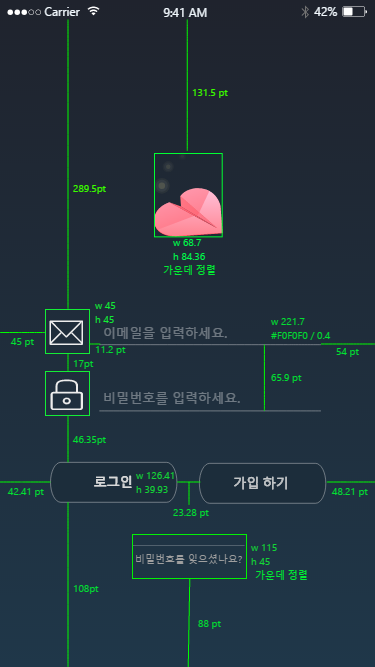 Carrier
9:41 AM
42%
131.5 pt
289.5pt
w 68.7
h 84.36
가운데 정렬
w 45
h 45
이메일을 입력하세요.
w 221.7
#F0F0F0 / 0.4
45 pt
11.2 pt
54 pt
17pt
65.9 pt
비밀번호를 입력하세요.
46.35pt
로그인
w 126.41
h 39.93
가입 하기
42.41 pt
48.21 pt
23.28 pt
비밀번호를 잊으셨나요?
w 115
h 45
가운데 정렬
108pt
88 pt